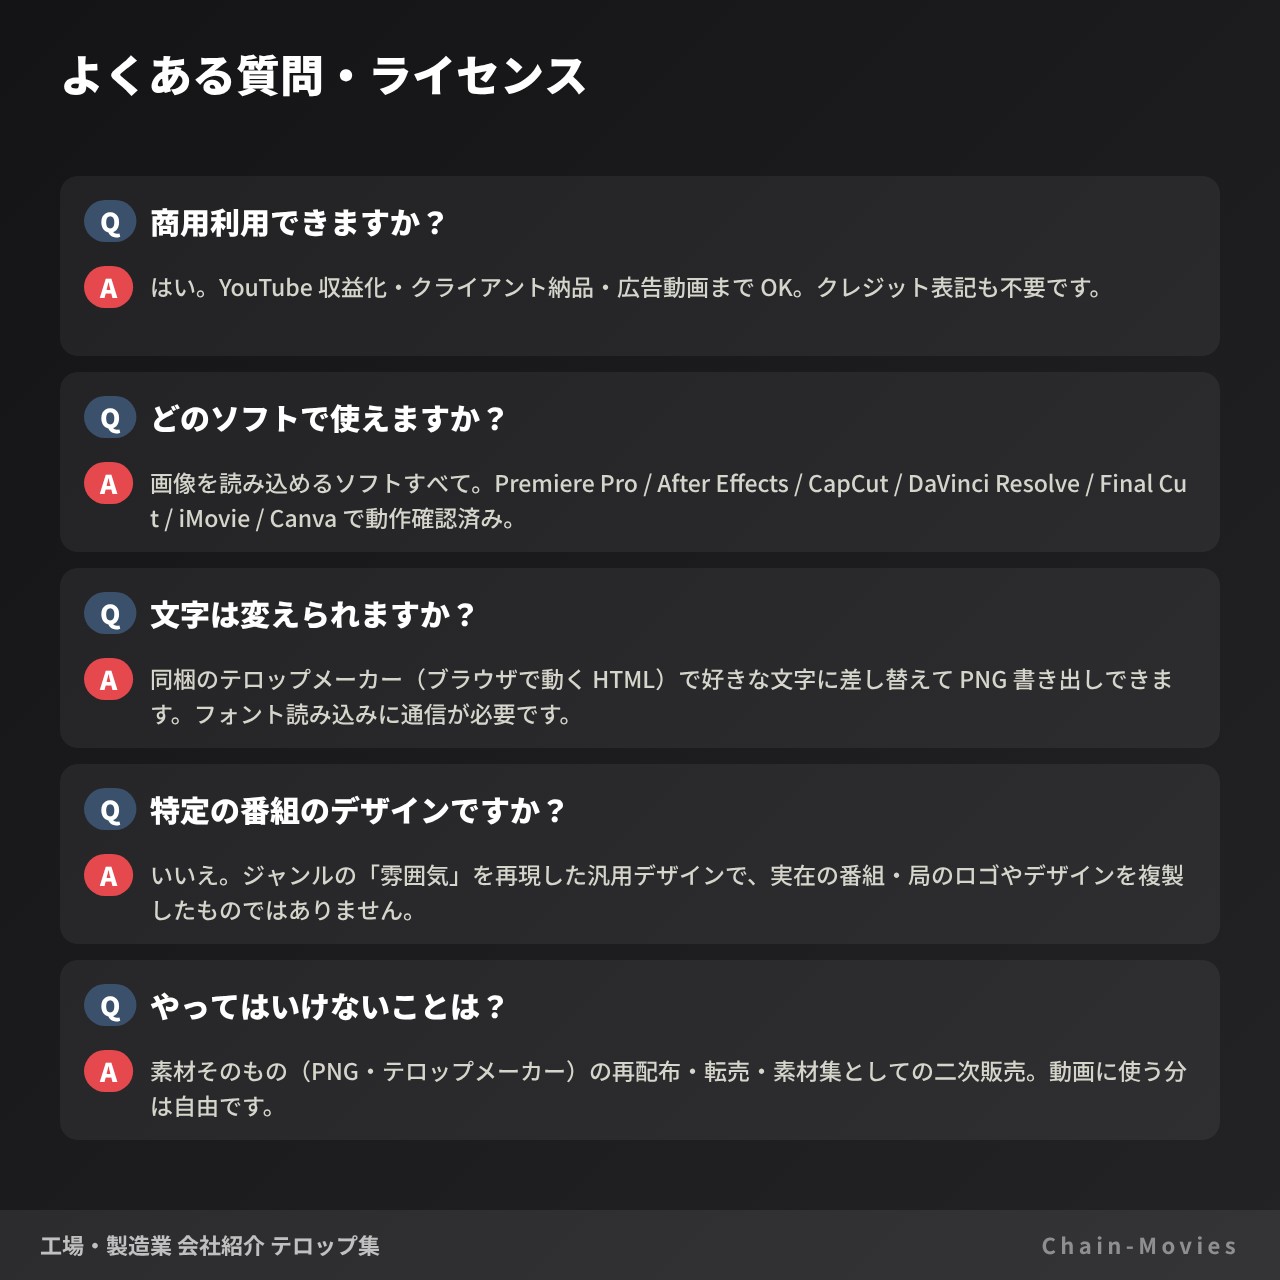 よくある質問・ライセンス
Q 商用利用できますか？
A はい。YouTube 収益化・クライアント納品・広告動画まで OK。クレジット表記も不要です。
Q どのソフトで使えますか？
A 画像を読み込めるソフトすべて。Premiere Pro / After Effects / CapCut / DaVinci Resolve / Final Cu
t / iMovie / Canva で動作確認済み。
Q 文字は変えられますか？
A 同梱のテロップメーカー（ブラウザで動く HTML）で好きな文字に差し替えて PNG 書き出しできま
す。フォント読み込みに通信が必要です。
Q 特定の番組のデザインですか？
A いいえ。ジャンルの「雰囲気」を再現した汎用デザインで、実在の番組・局のロゴやデザインを複製
したものではありません。
Q やってはいけないことは？
A 素材そのもの（PNG・テロップメーカー）の再配布・転売・素材集としての二次販売。動画に使う分
は自由です。
工場・製造業 会社紹介 テロップ集
Chain-Movies